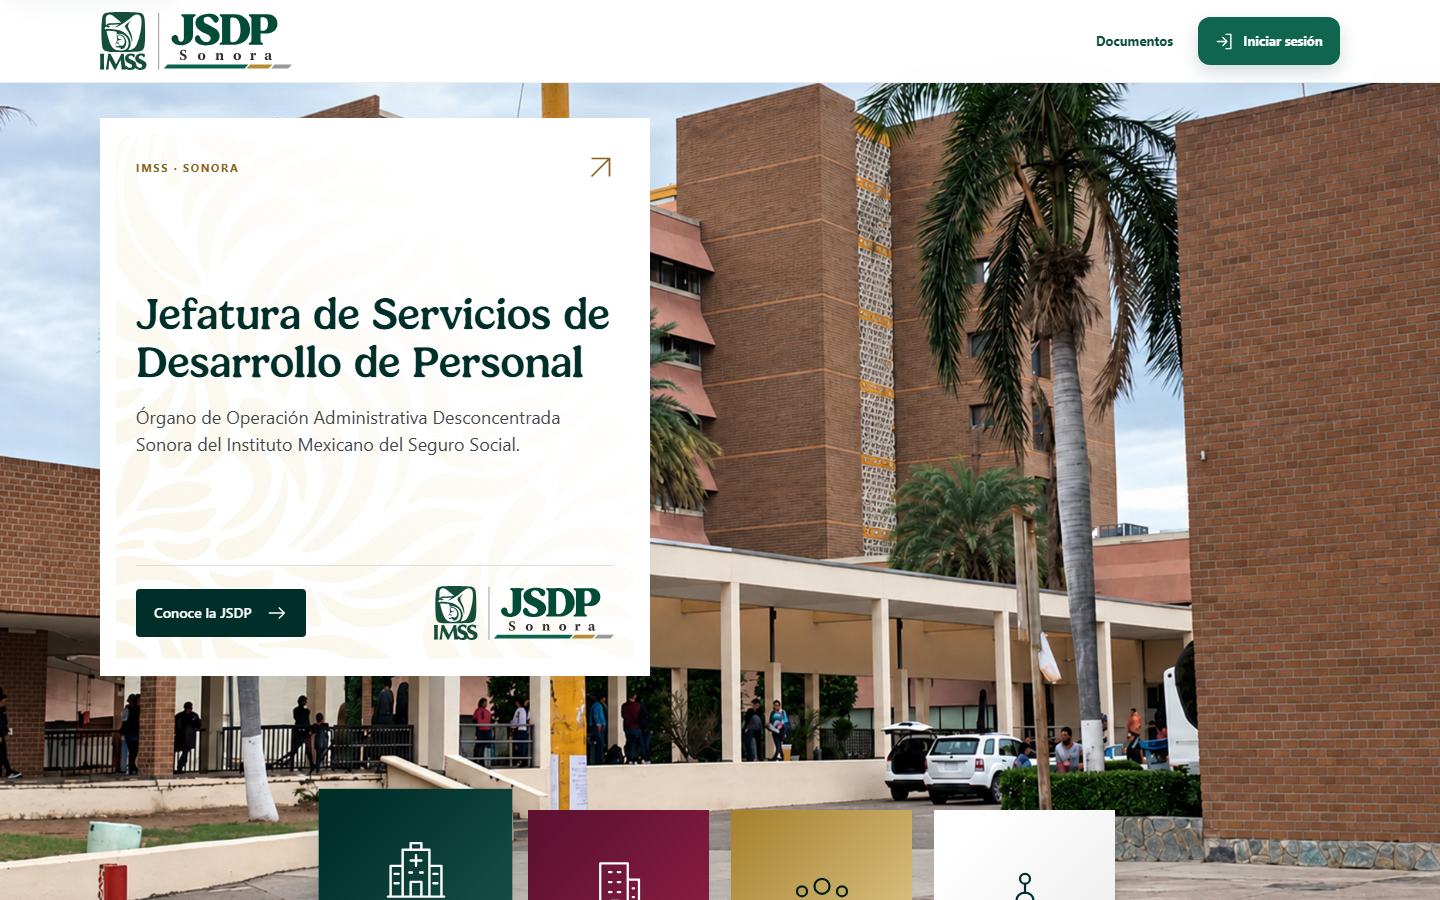 IMSS
JSDP
Sonora
Documentos
Iniciar sesión
IMSS · SONORA
Jefatura de Servicios de
Desarrollo de Personal
Órgano de Operación Administrativa Desconcentrada
Sonora del Instituto Mexicano del Seguro Social.
Conoce la JSDP
IMSS
JSDP
Sonora